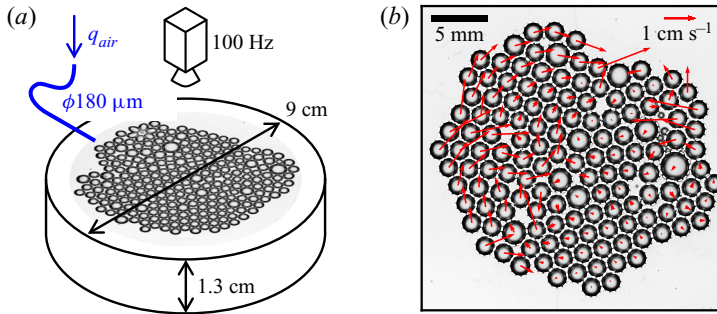 (a)
q_air
100 Hz
ϕ180 μm
9 cm
1.3 cm
(b)
5 mm
1 cm s⁻¹